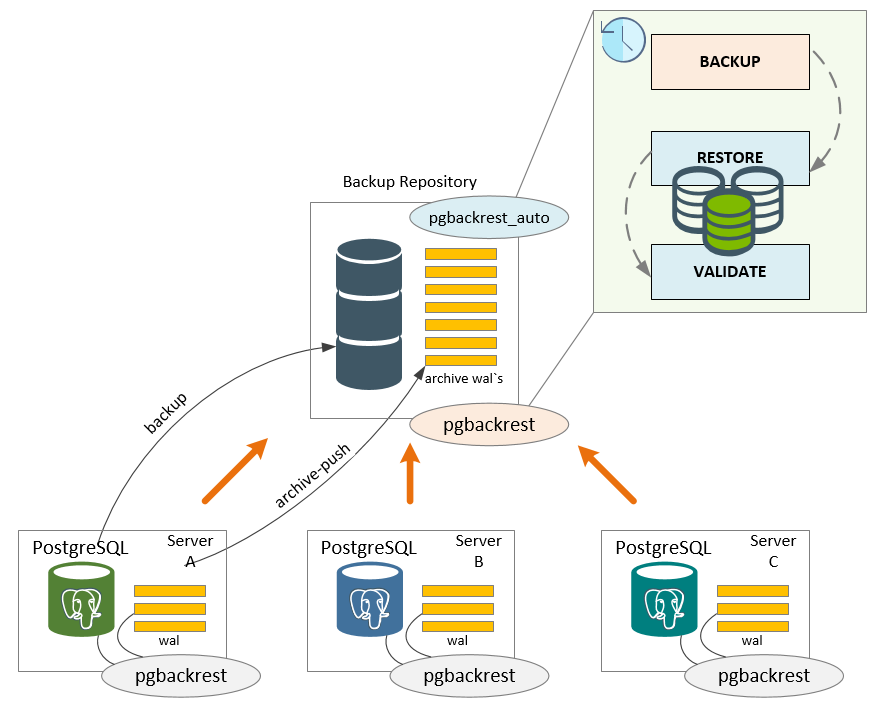 BACKUP
RESTORE
VALIDATE
Backup Repository
pgbackrest_auto
archive wal`s
pgbackrest
backup
archive-push
PostgreSQL
Server
A
wal
pgbackrest
PostgreSQL
Server
B
wal
pgbackrest
PostgreSQL
Server
C
wal
pgbackrest